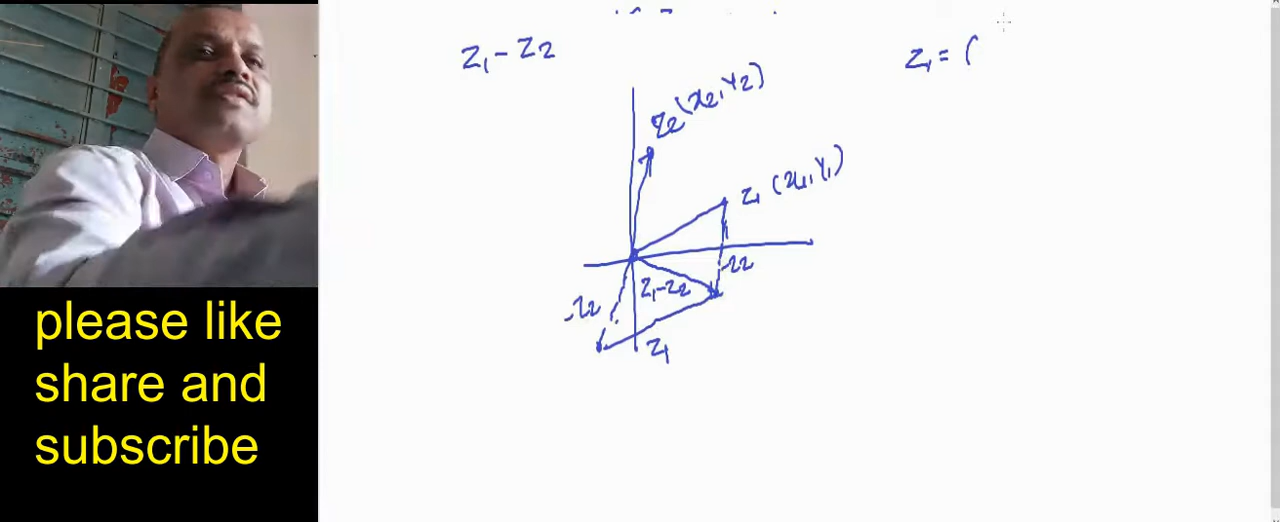 Z1 - Z2
Z1 = (
Z2 (x2, y2)
Z1 (x1, y1)
-Z2
Z1-Z2
-Z2
Z1
please like
share and
subscribe